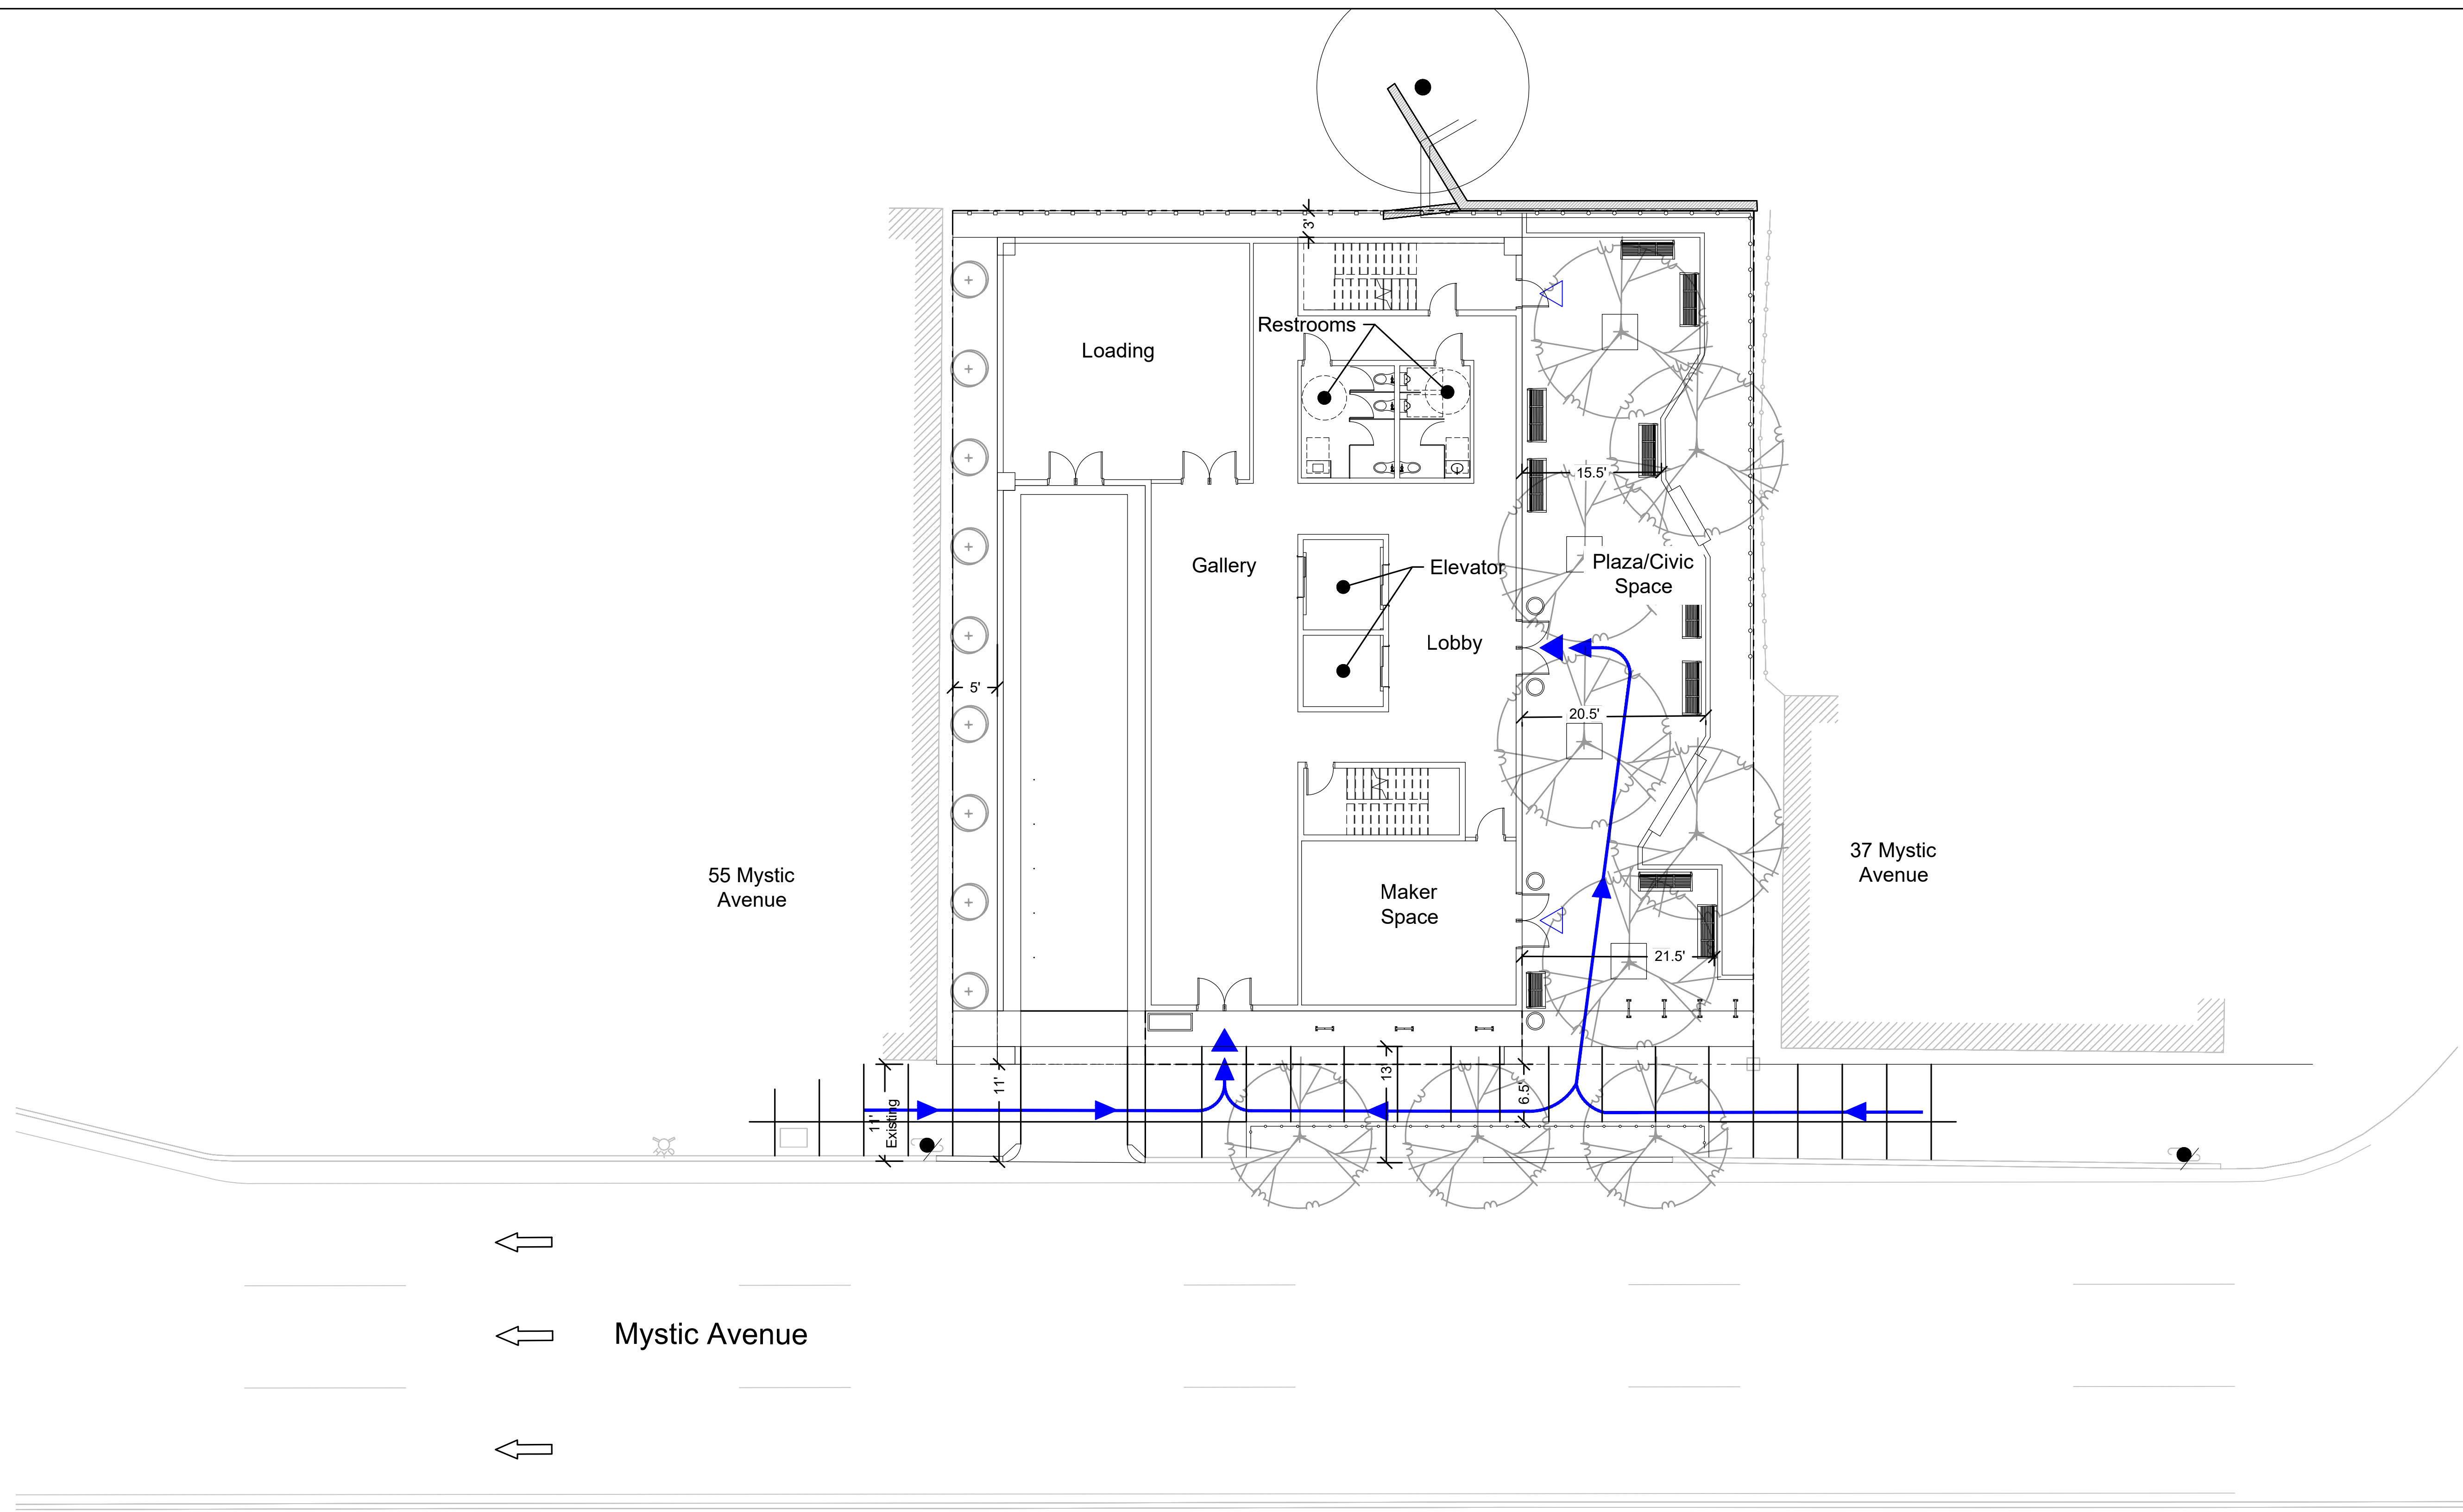 3'
Restrooms
Loading
15.5'
Gallery
Elevator
Plaza/Civic
Space
Lobby
5'
20.5'
55 Mystic
Avenue
Maker
Space
37 Mystic
Avenue
21.5'
11'
Existing
11'
13'
6.5'
Mystic Avenue